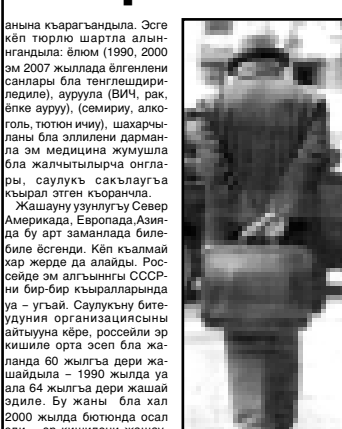 анына къарагъандыла. Эсге
кёп тюрлю шартла алын-
нгандыла: ёлюм (1990, 2000
эм 2007 жыллада ёлгенлени
санлары бла тенглешдири-
ледиле), ауруула (ВИЧ, рак,
ёпке ауруу), (семириу, алко-
голь, тютюн ичиу), шахарчы-
ланы бла эллилени дарман-
ла эм медицина жумушла
бла жалчытылырча онгла-
ры, саулукъ сакълаугъа
къырал этген къоранчла.
Жашауну узунлугъу Север
Америкада, Европада,Азия-
да бу арт заманлада биле-
биле ёсгенди. Кёп къалмай
хар жерде да алайды. Рос-
сейде эм алгъыннгы СССР-
ни бир-бир къыралларында
уа – угъай. Саулукъну бите-
удуния организациясыны
айтыууна кёре, россейли эр
кишиле орта эсеп бла жа-
ланда 60 жылгъа дери жа-
шайдыла – 1990 жылда уа
ала 64 жылгъа дери жашай
эдиле. Бу жаны бла хал
2000 жылда бютюнда осал